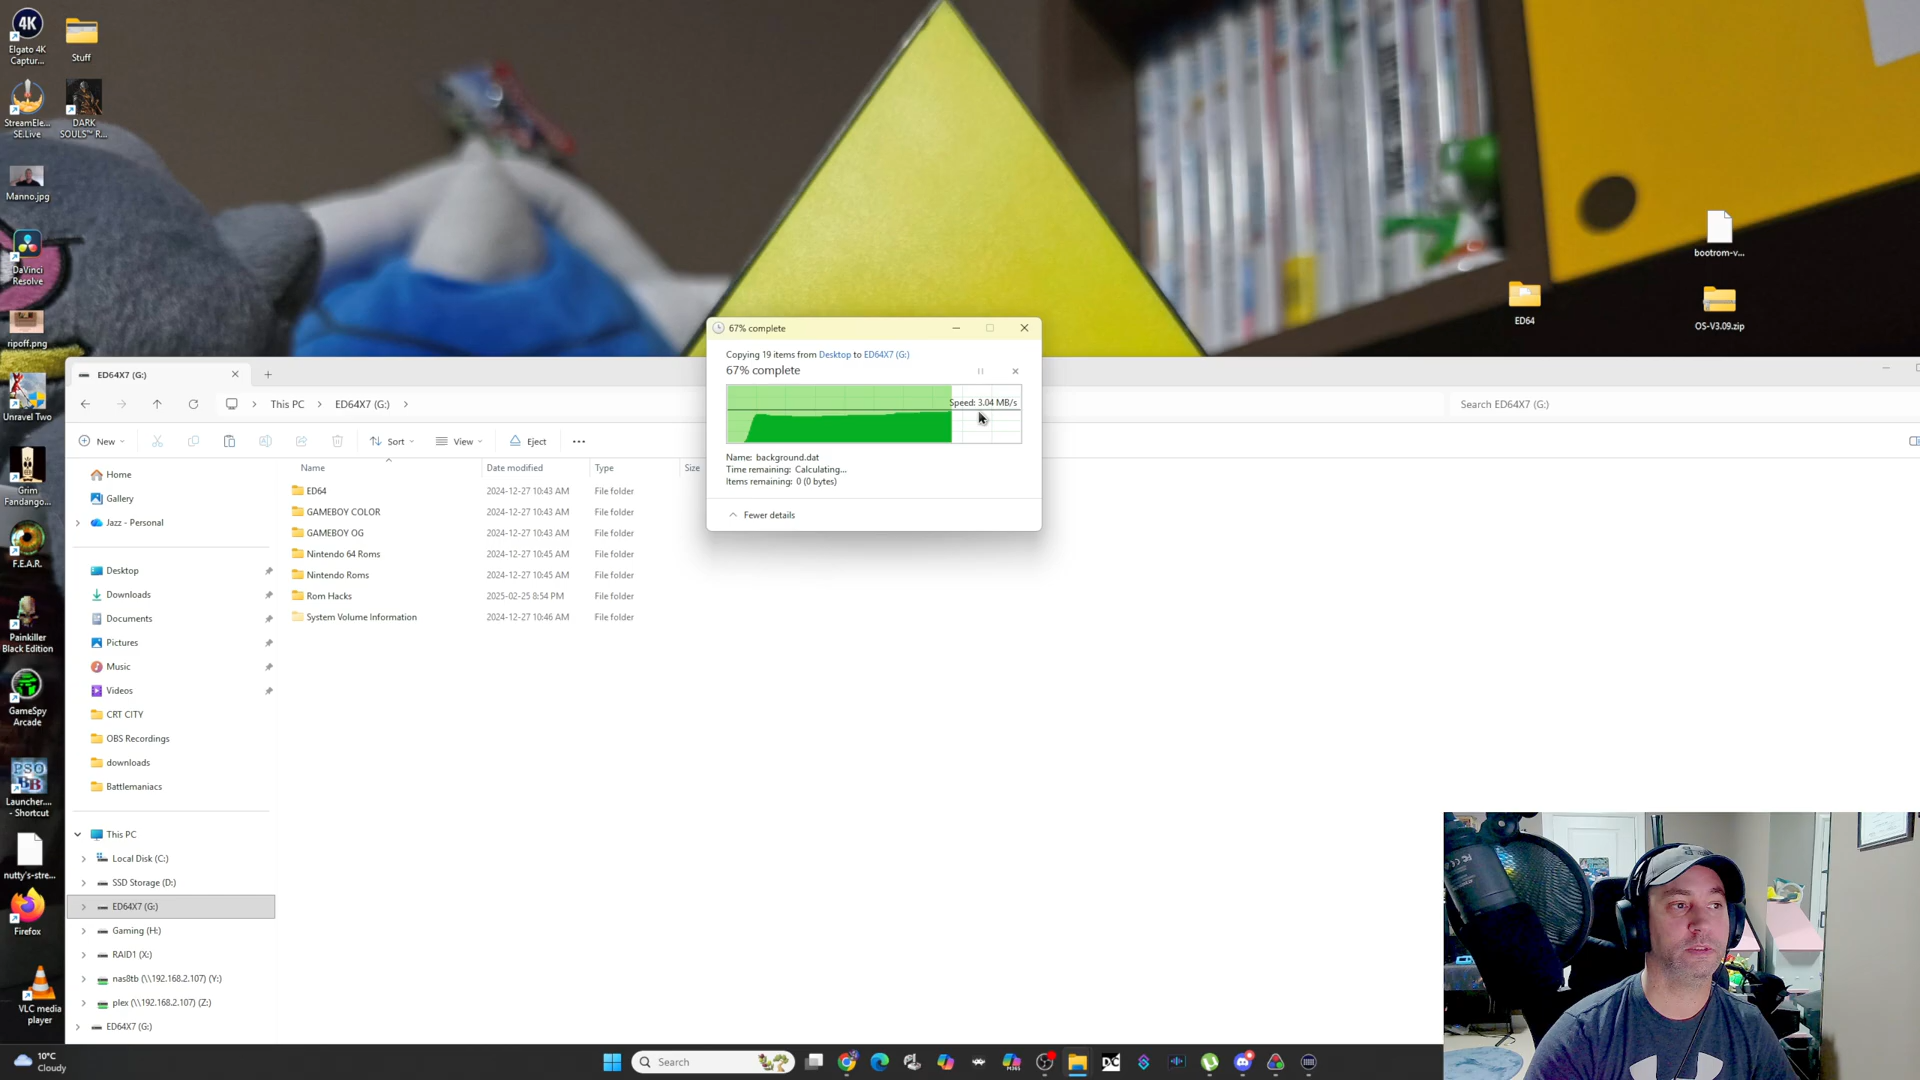 Elgato 4K
Captur...
Stuff
StreamEle...
SE.Live
DARK
SOULS™ R...
Manno.jpg
DaVinci
Resolve
ripoff.png
Unravel Two
Grim
Fandango...
F.E.A.R.
Painkiller
Black Edition
GameSpy
Arcade
Launcher....
- Shortcut
nutty's-stre...
Firefox
VLC media
player
bootrom-v...
ED64
OS-V3.09.zip
ED64X7 (G:)
This PC
ED64X7 (G:)
Search ED64X7 (G:)
New
Sort
View
Eject
Home
Gallery
Jazz - Personal
Desktop
Downloads
Documents
Pictures
Music
Videos
CRT CITY
OBS Recordings
downloads
Battlemaniacs
This PC
Local Disk (C:)
SSD Storage (D:)
ED64X7 (G:)
Gaming (H:)
RAID1 (X:)
nas8tb (\\192.168.2.107) (Y:)
plex (\\192.168.2.107) (Z:)
ED64X7 (G:)
Name Date modified Type Size
ED64 2024-12-27 10:43 AM File folder
GAMEBOY COLOR 2024-12-27 10:43 AM File folder
GAMEBOY OG 2024-12-27 10:43 AM File folder
Nintendo 64 Roms 2024-12-27 10:45 AM File folder
Nintendo Roms 2024-12-27 10:45 AM File folder
Rom Hacks 2025-02-25 8:54 PM File folder
System Volume Information 2024-12-27 10:46 AM File folder
67% complete
Copying 19 items from Desktop to ED64X7 (G:)
67% complete
Speed: 3.04 MB/s
Name: background.dat
Time remaining: Calculating...
Items remaining: 0 (0 bytes)
Fewer details
10°C
Cloudy
Search